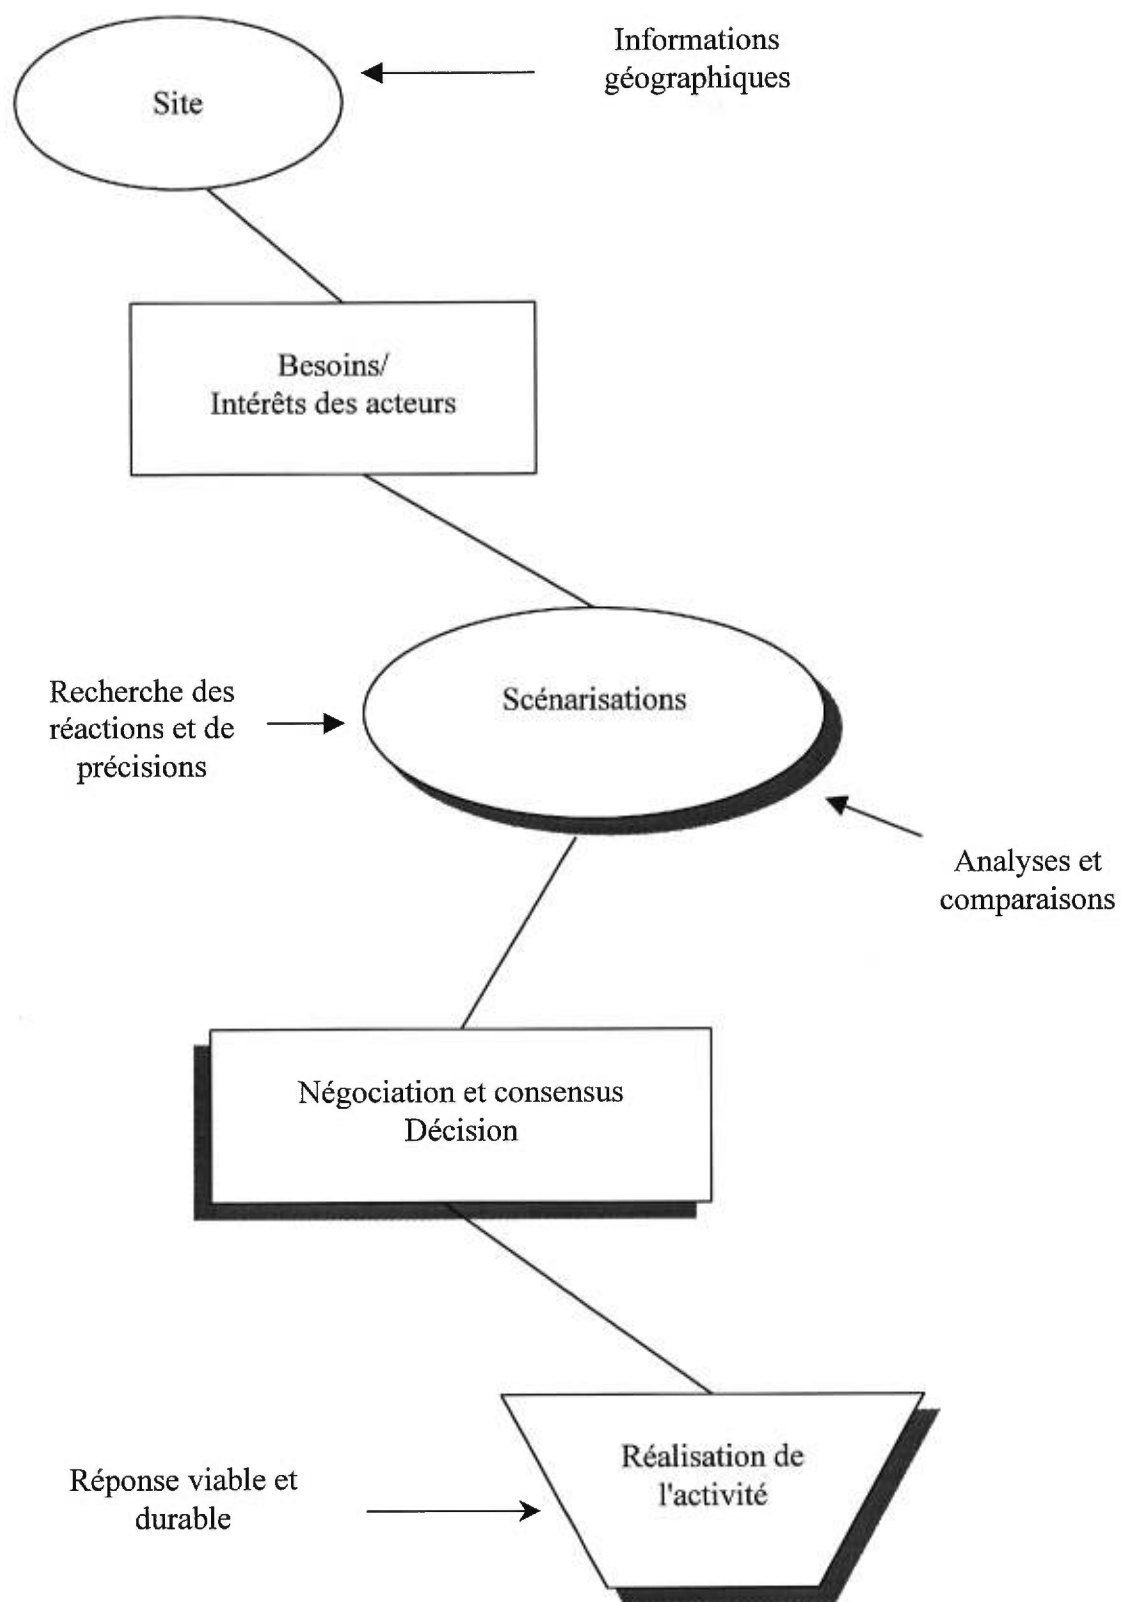 Informations
géographiques
Site
Besoins/
Intérêts des acteurs
Recherche des
réactions et de
précisions
Scénarisations
Analyses et
comparaisons
Négociation et consensus
Décision
Réalisation de
l'activité
Réponse viable et
durable